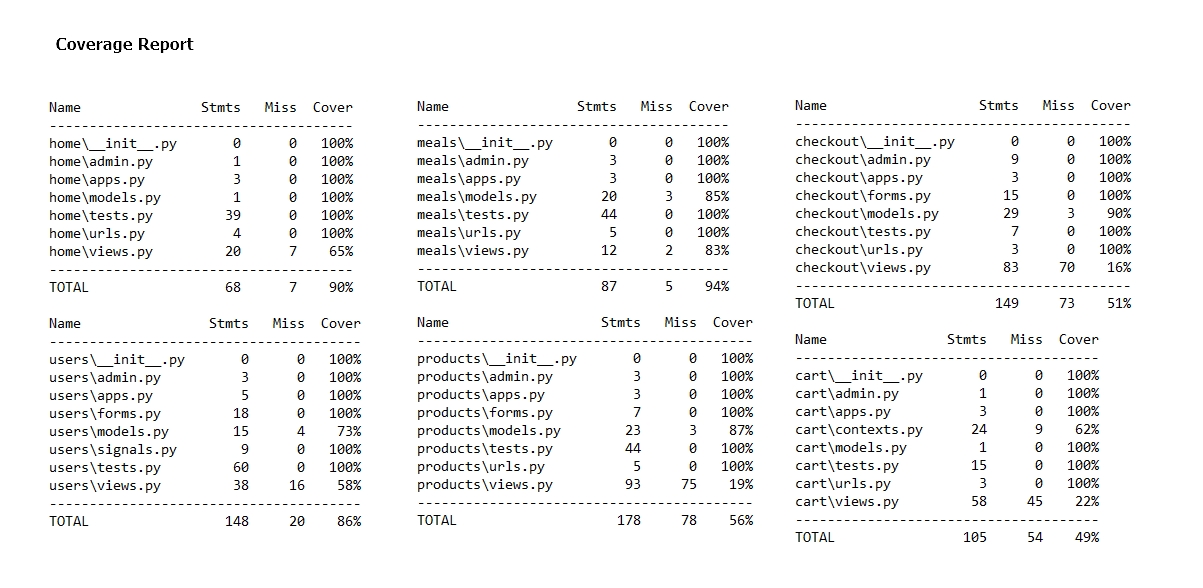 Coverage Report
Name Stmts Miss Cover
--------------------------------------
home\__init__.py 0 0 100%
home\admin.py 1 0 100%
home\apps.py 3 0 100%
home\models.py 1 0 100%
home\tests.py 39 0 100%
home\urls.py 4 0 100%
home\views.py 20 7 65%
--------------------------------------
TOTAL 68 7 90%
Name Stmts Miss Cover
---------------------------------------
users\__init__.py 0 0 100%
users\admin.py 3 0 100%
users\apps.py 5 0 100%
users\forms.py 18 0 100%
users\models.py 15 4 73%
users\signals.py 9 0 100%
users\tests.py 60 0 100%
users\views.py 38 16 58%
---------------------------------------
TOTAL 148 20 86%
Name Stmts Miss Cover
---------------------------------------
meals\__init__.py 0 0 100%
meals\admin.py 3 0 100%
meals\apps.py 3 0 100%
meals\models.py 20 3 85%
meals\tests.py 44 0 100%
meals\urls.py 5 0 100%
meals\views.py 12 2 83%
---------------------------------------
TOTAL 87 5 94%
Name Stmts Miss Cover
------------------------------------------
products\__init__.py 0 0 100%
products\admin.py 3 0 100%
products\apps.py 3 0 100%
products\forms.py 7 0 100%
products\models.py 23 3 87%
products\tests.py 44 0 100%
products\urls.py 5 0 100%
products\views.py 93 75 19%
------------------------------------------
TOTAL 178 78 56%
Name Stmts Miss Cover
------------------------------------------
checkout\__init__.py 0 0 100%
checkout\admin.py 9 0 100%
checkout\apps.py 3 0 100%
checkout\forms.py 15 0 100%
checkout\models.py 29 3 90%
checkout\tests.py 7 0 100%
checkout\urls.py 3 0 100%
checkout\views.py 83 70 16%
------------------------------------------
TOTAL 149 73 51%
Name Stmts Miss Cover
--------------------------------------
cart\__init__.py 0 0 100%
cart\admin.py 1 0 100%
cart\apps.py 3 0 100%
cart\contexts.py 24 9 62%
cart\models.py 1 0 100%
cart\tests.py 15 0 100%
cart\urls.py 3 0 100%
cart\views.py 58 45 22%
--------------------------------------
TOTAL 105 54 49%